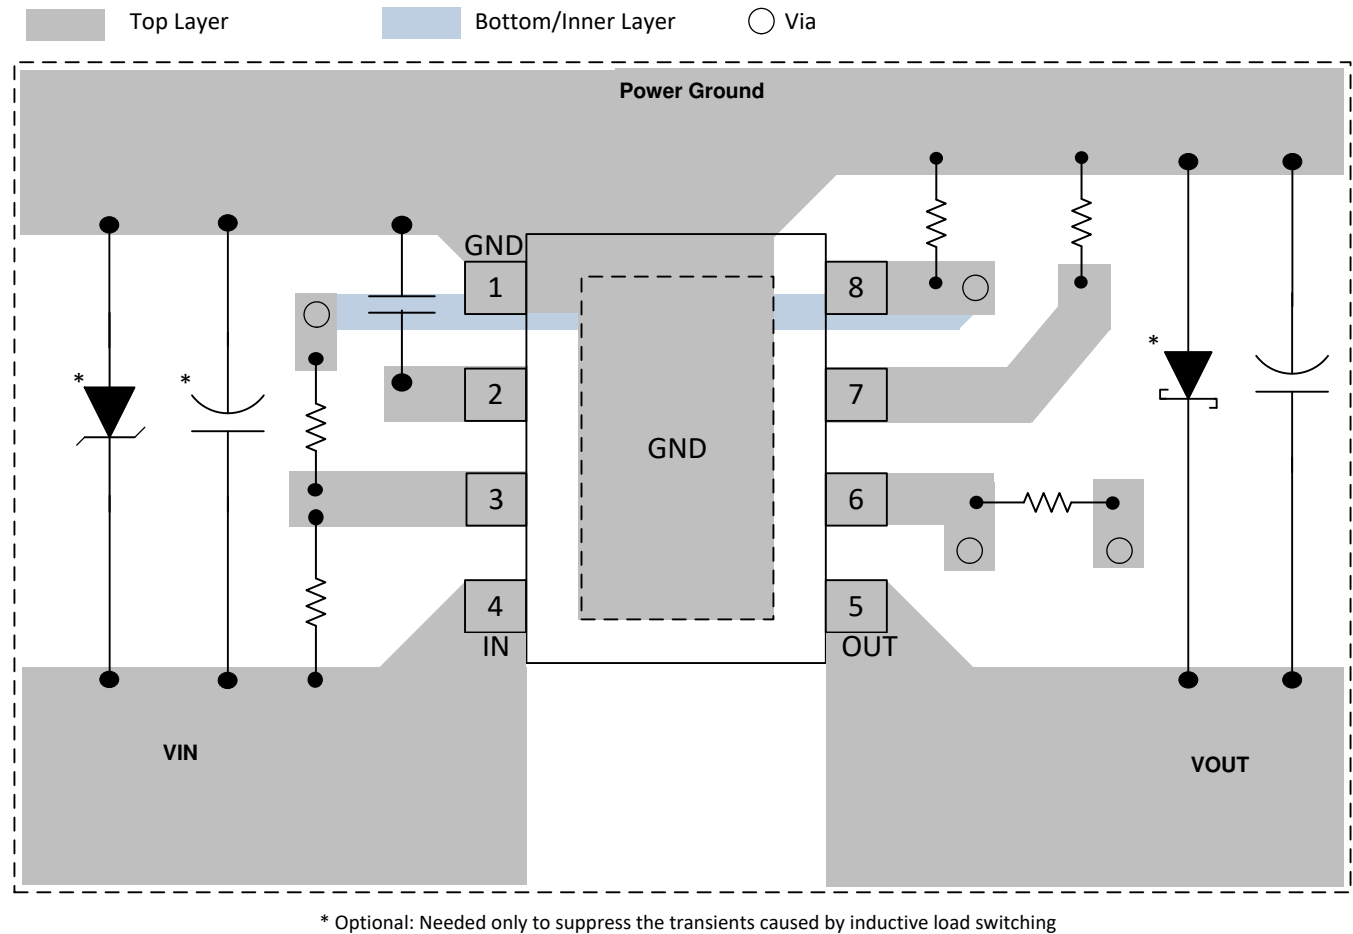 Top Layer
Bottom/Inner Layer
Via
Power Ground
GND
1
8
2
7
GND
3
6
4
5
IN
OUT
*
*
*
VIN
VOUT
* Optional: Needed only to suppress the transients caused by inductive load switching